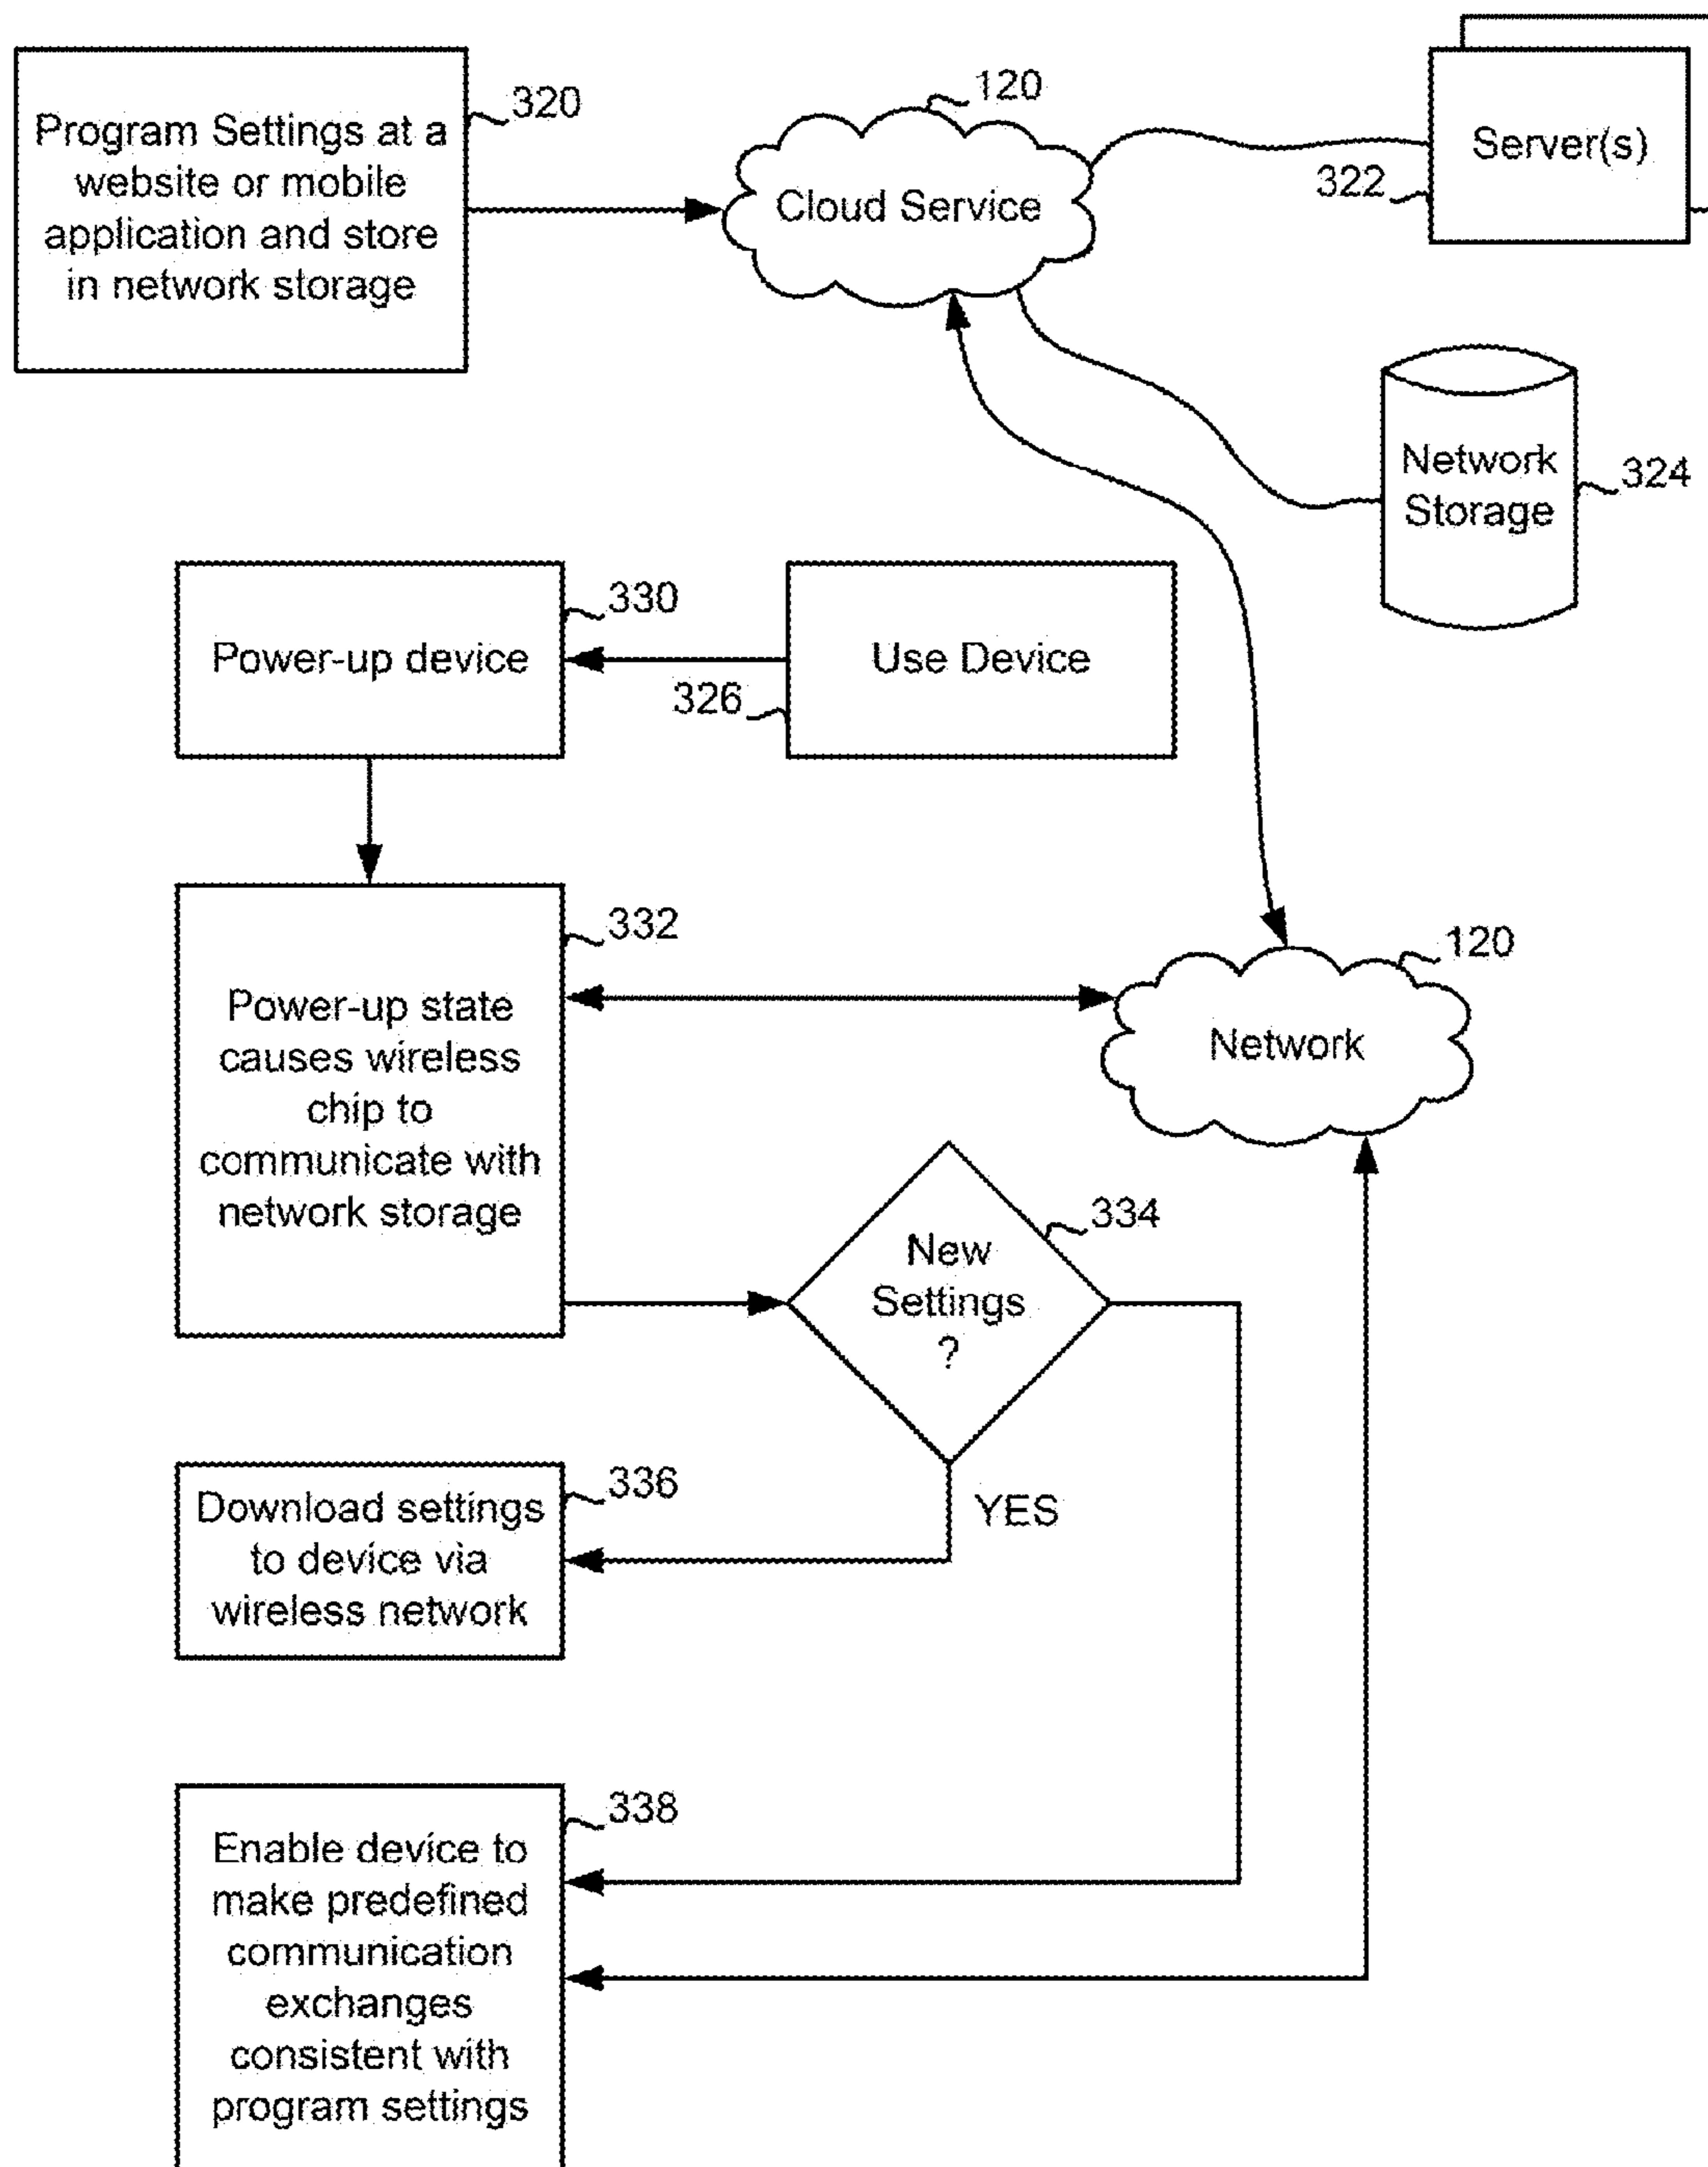 Program Settings at a
website or mobile
application and store
in network storage
320
Cloud Service
120
Server(s)
322
Network
Storage
324
Power-up device
330
Use Device
326
Power-up state
causes wireless
chip to
communicate with
network storage
332
Network
120
New
Settings
?
334
YES
Download settings
to device via
wireless network
336
Enable device to
make predefined
communication
exchanges
consistent with
program settings
338